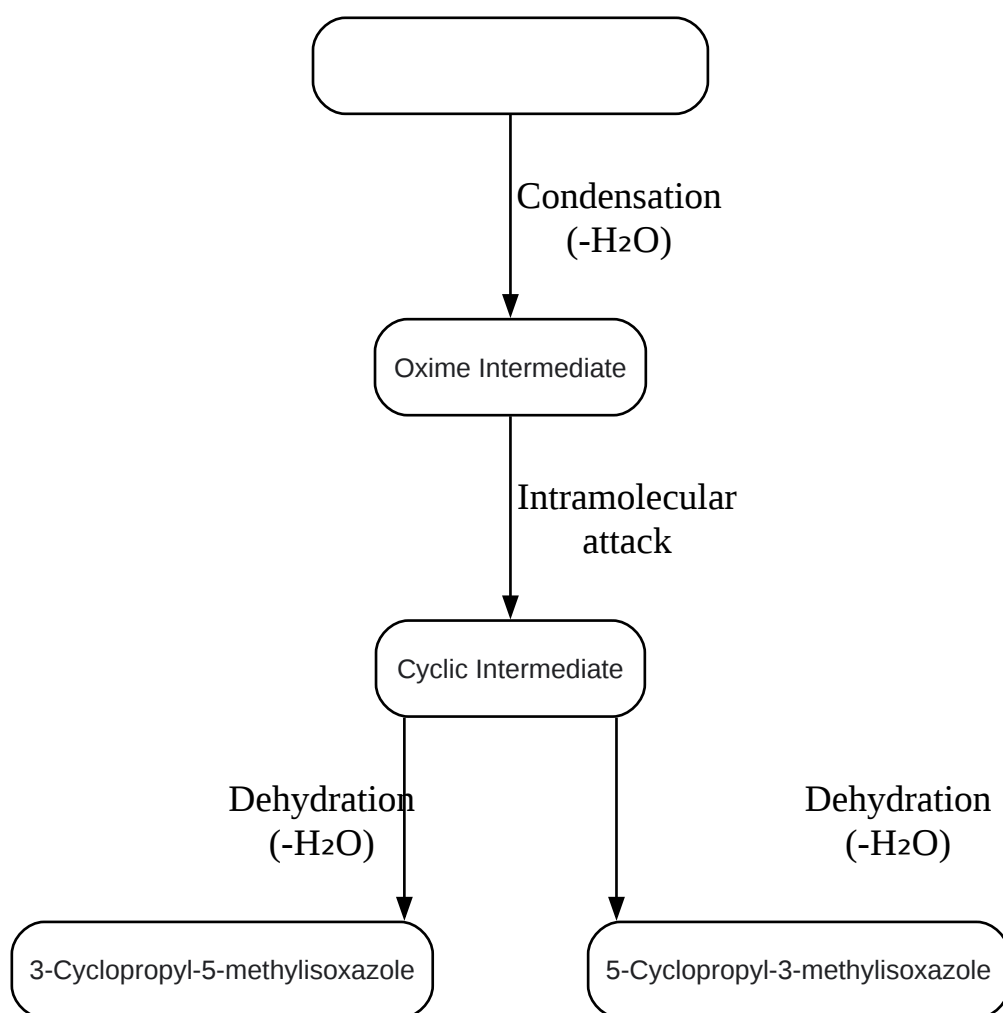 Condensation
(-H₂O)
Oxime Intermediate
Intramolecular
attack
Cyclic Intermediate
Dehydration
(-H₂O)
Dehydration
(-H₂O)
3-Cyclopropyl-5-methylisoxazole
5-Cyclopropyl-3-methylisoxazole